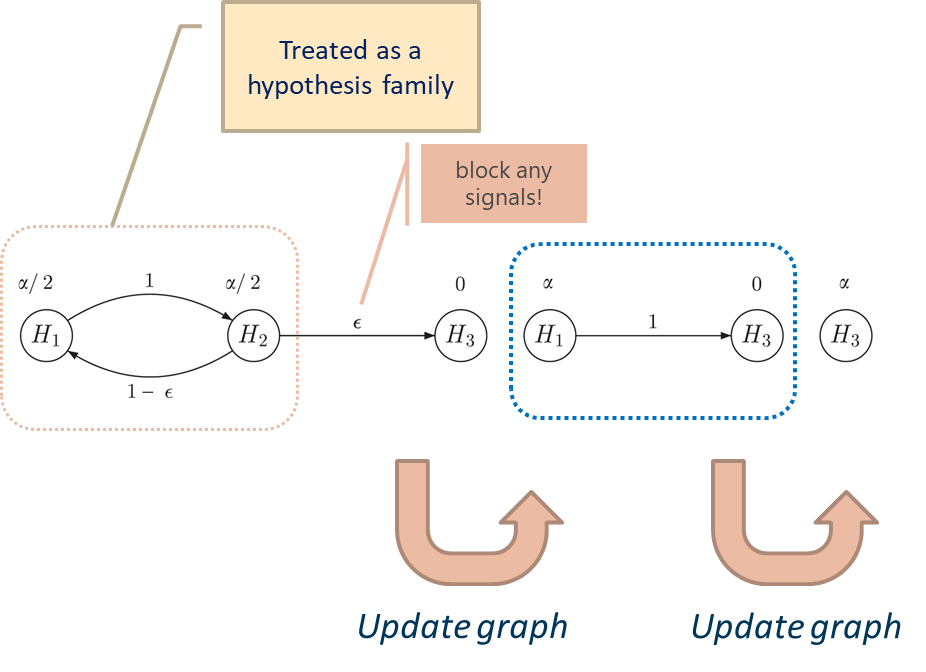 Treated as a
hypothesis family
block any
signals!
α/ 2
1
α/ 2
0
α
0
α
H₁
H₂
ϵ
H₃
H₁
1
H₃
H₃
1 − ϵ
Update graph
Update graph